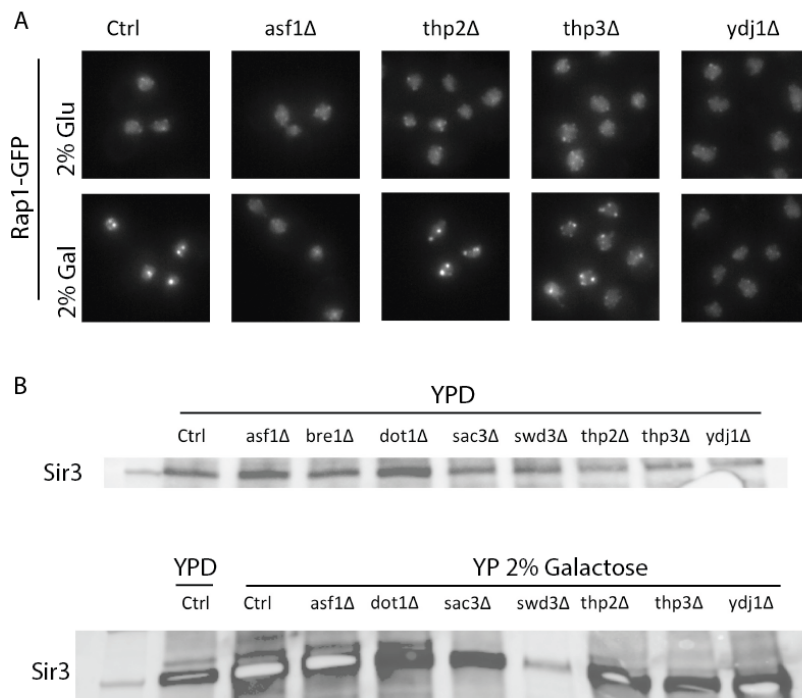 A
Ctrl asf1Δ thp2Δ thp3Δ ydj1Δ
Rap1-GFP
2% Glu
2% Gal
B
YPD
Ctrl asf1Δ bre1Δ dot1Δ sac3Δ swd3Δ thp2Δ thp3Δ ydj1Δ
Sir3
YPD YP 2% Galactose
Ctrl Ctrl asf1Δ dot1Δ sac3Δ swd3Δ thp2Δ thp3Δ ydj1Δ
Sir3